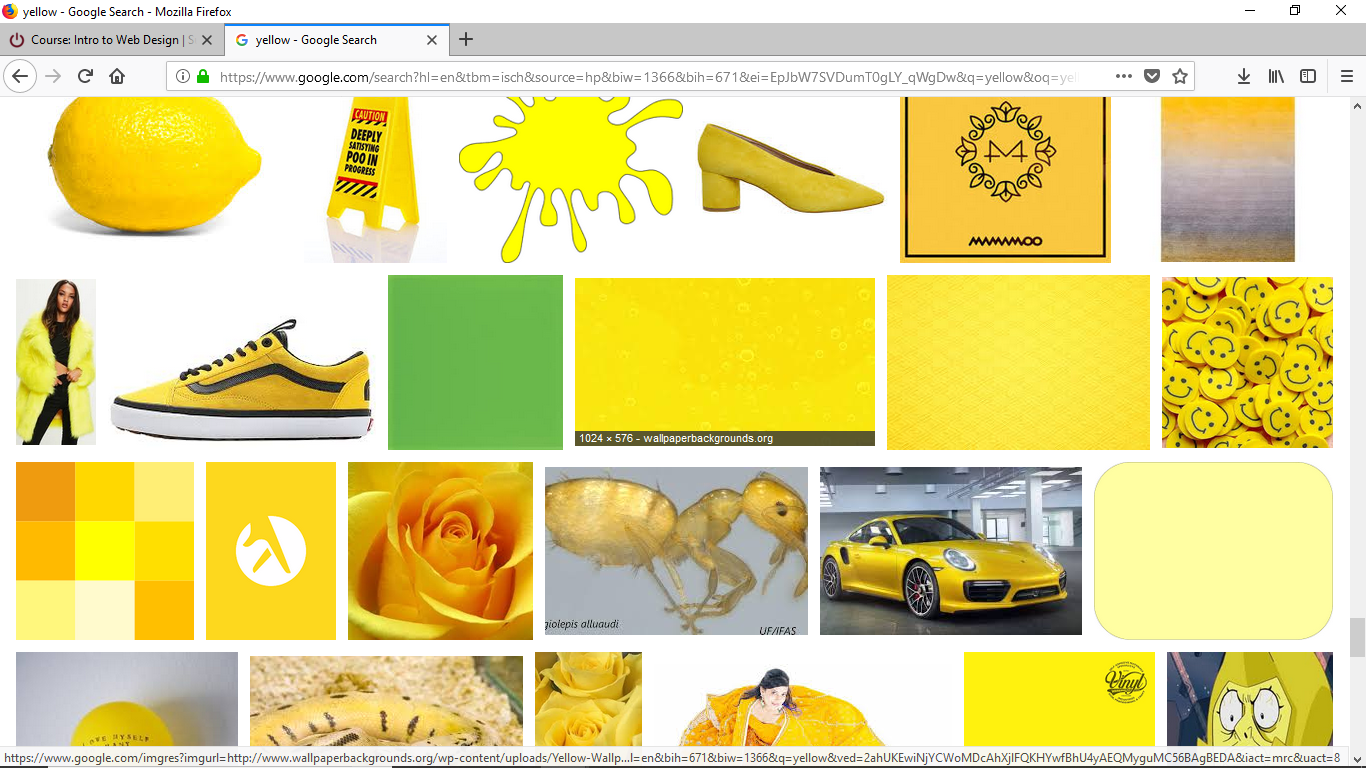 yellow - Google Search - Mozilla Firefox
Course: Intro to Web Design | S
yellow - Google Search
https://www.google.com/search?hl=en&tbm=isch&source=hp&biw=1366&bih=671&ei=EpJbW7SVDumT0gLY_qWgDw&q=yellow&oq=yel
CAUTION
DEEPLY
SATISYING
POO IN
PROGRESS
MAMAMOO
1024 × 576 - wallpaperbackgrounds.org
giolepis alluaudi
UF/IFAS
LOVE MYSELF
Vinyl
https://www.google.com/imgres?imgurl=http://www.wallpaperbackgrounds.org/wp-content/uploads/Yellow-Wallp...l=en&bih=671&biw=1366&q=yellow&ved=2ahUKEwiNjYCWoMDcAhXjIFQKHYwfBhU4yAEQMyguMC56BAgBEDA&iact=mrc&uact=8